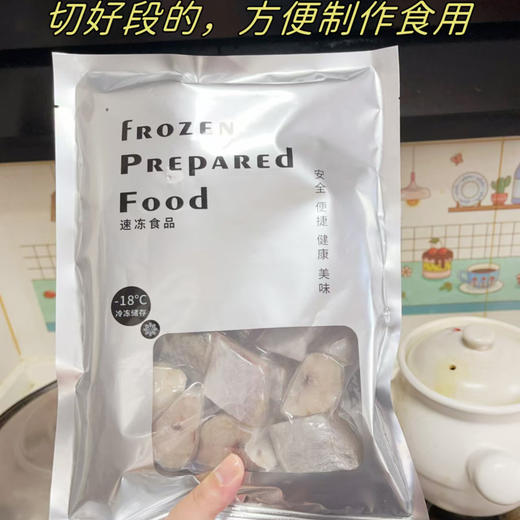 切好段的，方便制作食用
FROZEN
PREPARED
FOOD
速冻食品
安全 便捷 健康 美味
-18℃
冷冻储存